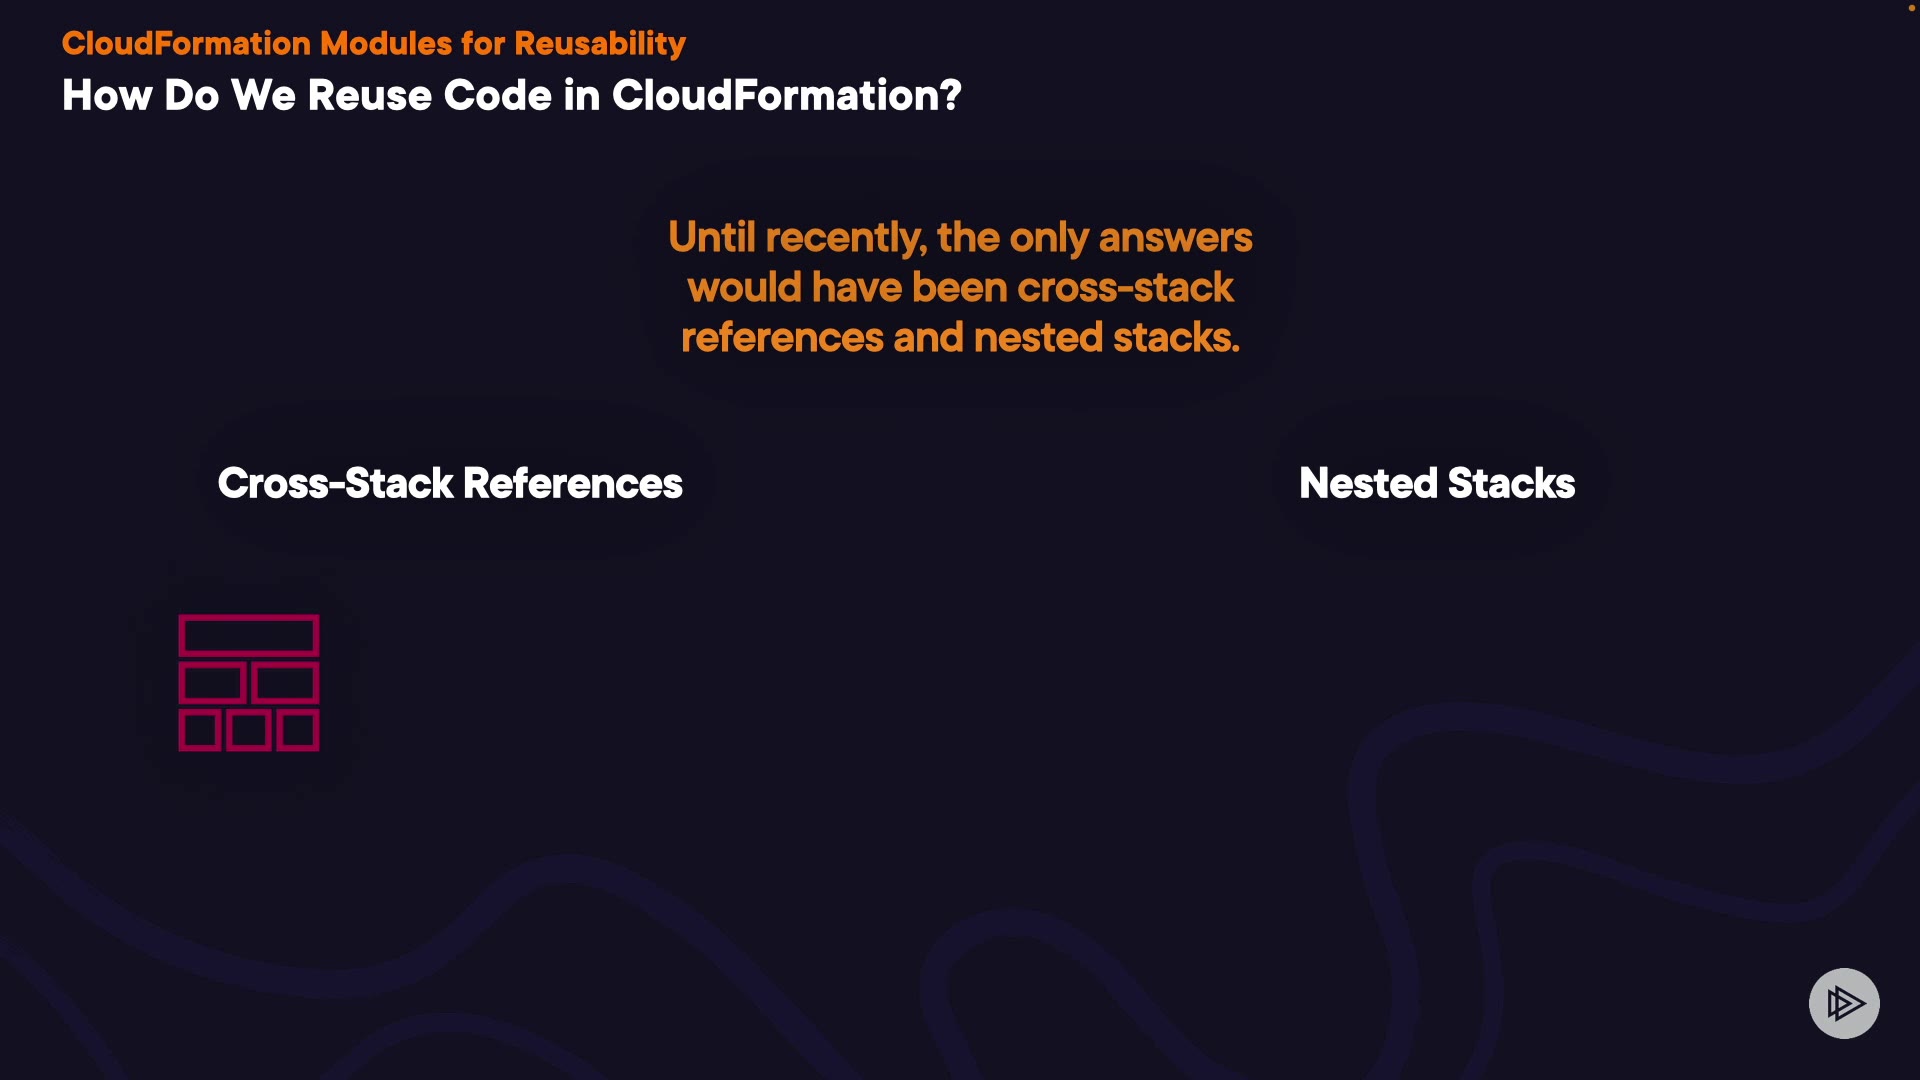 CloudFormation Modules for Reusability
How Do We Reuse Code in CloudFormation?
Until recently, the only answers
would have been cross-stack
references and nested stacks.
Cross-Stack References
Nested Stacks